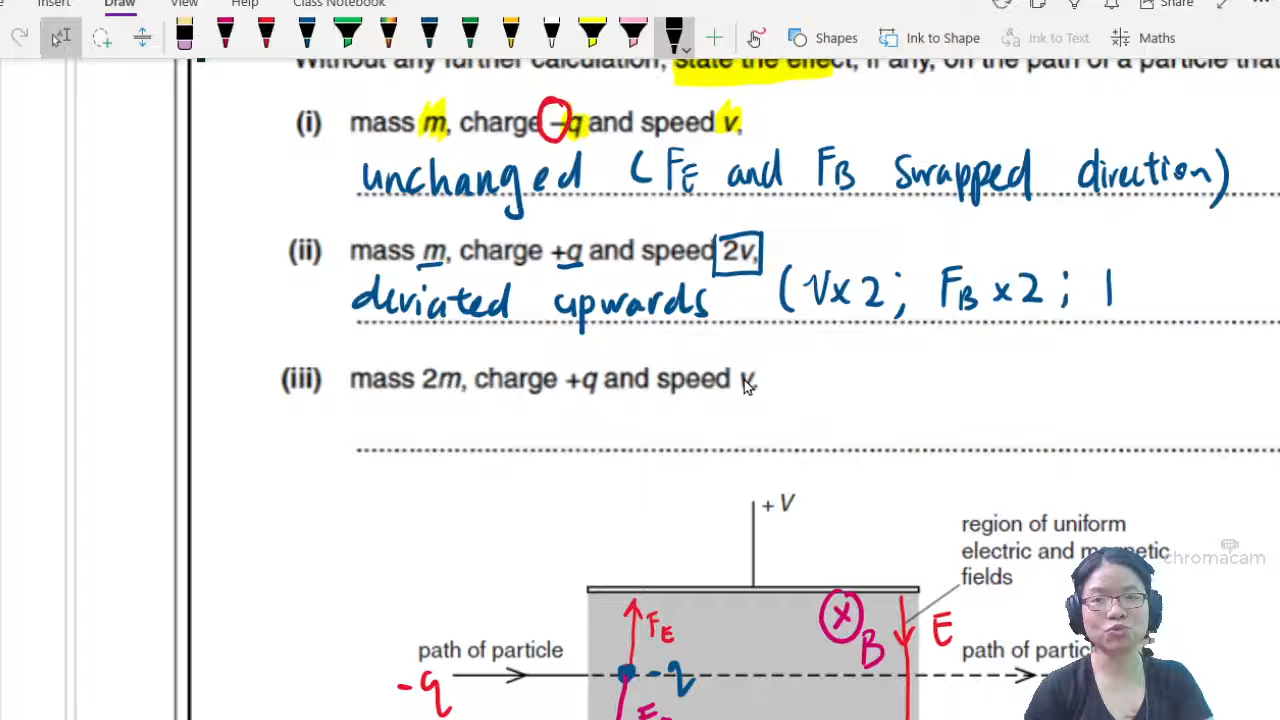 Insert Draw View Help Class Notebook Share
Shapes Ink to Shape Ink to Text Maths
Without any further calculation, state the effect, if any, on the path of a particle that
(i) mass m, charge –q and speed v,
unchanged (FE and FB swapped direction)
(ii) mass m, charge +q and speed 2v,
deviated upwards (v×2; FB ×2;
(iii) mass 2m, charge +q and speed v.
+ V
region of uniform
electric and magnetic
fields
chromacam
X
B
E
FE
path of particle
path of partic
-q
-q